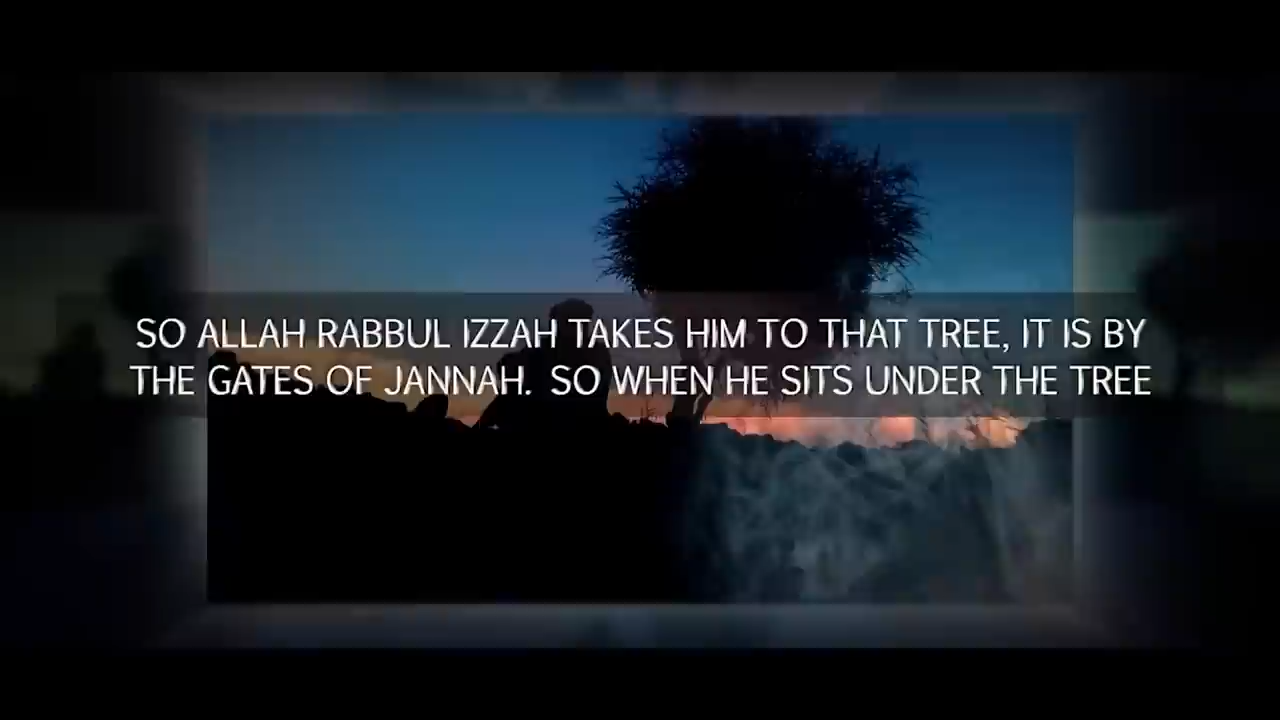 SO ALLAH RABBUL IZZAH TAKES HIM TO THAT TREE, IT IS BY
THE GATES OF JANNAH. SO WHEN HE SITS UNDER THE TREE